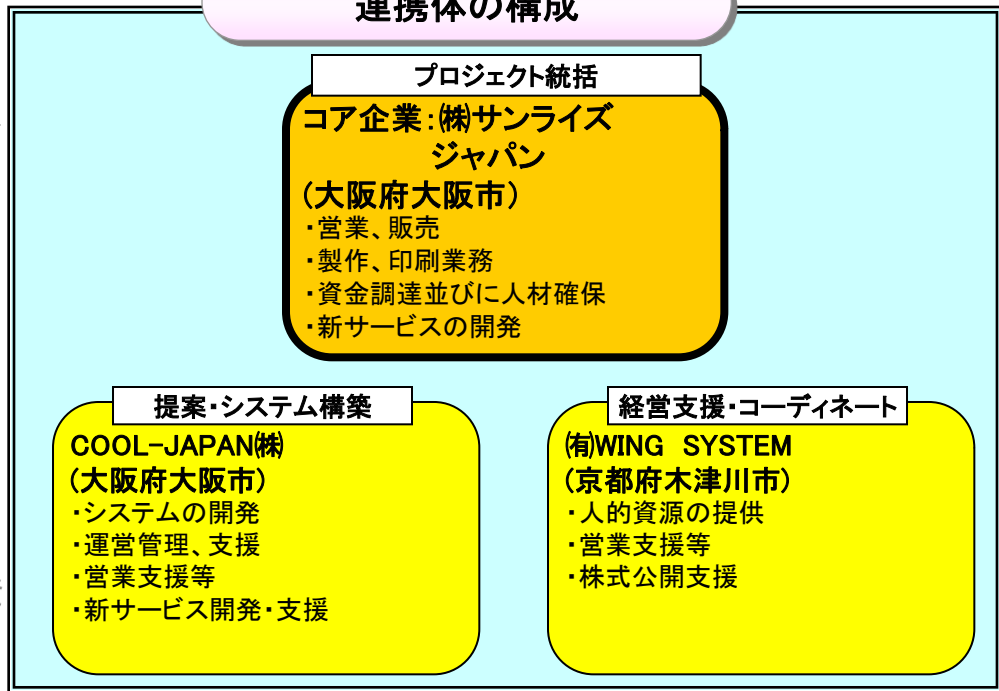 連携体の構成
プロジェクト統括
コア企業：㈱サンライズ
ジャパン
（大阪府大阪市）
・営業、販売
・製作、印刷業務
・資金調達並びに人材確保
・新サービスの開発
提案・システム構築
COOL-JAPAN㈱
（大阪府大阪市）
・システムの開発
・運営管理、支援
・営業支援等
・新サービス開発・支援
経営支援・コーディネート
㈲WING　SYSTEM
（京都府木津川市）
・人的資源の提供
・営業支援等
・株式公開支援